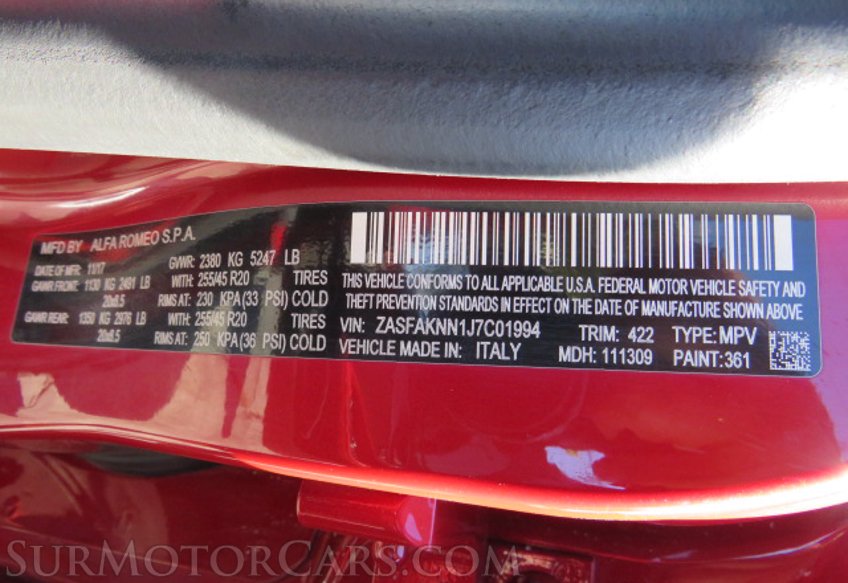 MFD BY ALFA ROMEO S.P.A.
DATE OF MFR 11/17 GVWR: 2380 KG 5247 LB
GAWR FRONT: 1130 KG 2491 LB WITH: 255/45 R20 TIRES
20x8.5 RIMS AT: 230 KPA(33 PSI) COLD
GAWR REAR: 1350 KG 2976 LB WITH: 255/45 R20 TIRES
20x8.5 RIMS AT: 250 KPA(36 PSI) COLD
THIS VEHICLE CONFORMS TO ALL APPLICABLE U.S.A. FEDERAL MOTOR VEHICLE SAFETY AND
THEFT PREVENTION STANDARDS IN EFFECT ON THE DATE OF MANUFACTURE SHOWN ABOVE
VIN: ZASFAKNN1J7C01994 TRIM: 422 TYPE: MPV
VEHICLE MADE IN: ITALY MDH: 111309 PAINT: 361
SURMOTORCARS.COM